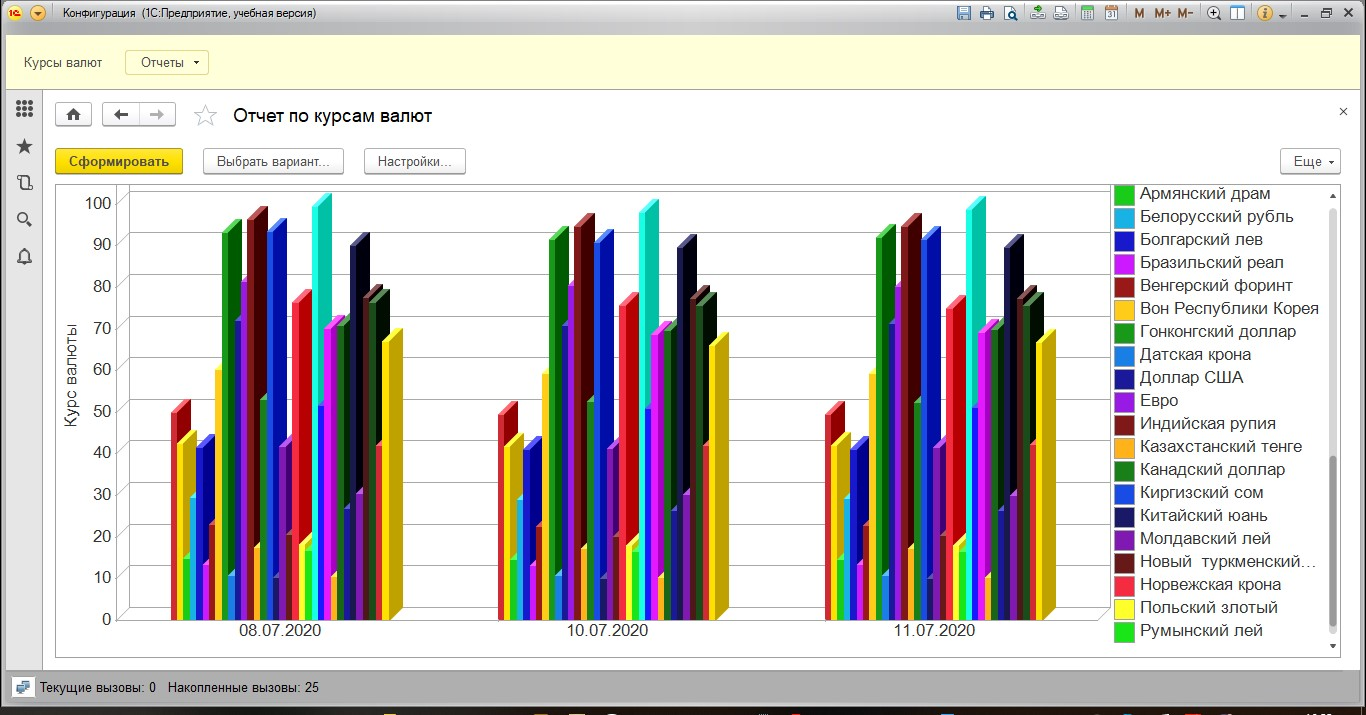 Конфигурация (1С:Предприятие, учебная версия)
M M+ M-
31
Курсы валют
Отчеты
Отчет по курсам валют
Сформировать
Выбрать вариант...
Настройки...
Еще
Курс валюты
100
90
80
70
60
50
40
30
20
10
0
08.07.2020
10.07.2020
11.07.2020
Армянский драм
Белорусский рубль
Болгарский лев
Бразильский реал
Венгерский форинт
Вон Республики Корея
Гонконгский доллар
Датская крона
Доллар США
Евро
Индийская рупия
Казахстанский тенге
Канадский доллар
Киргизский сом
Китайский юань
Молдавский лей
Новый туркменский...
Норвежская крона
Польский злотый
Румынский лей
Текущие вызовы: 0 Накопленные вызовы: 25